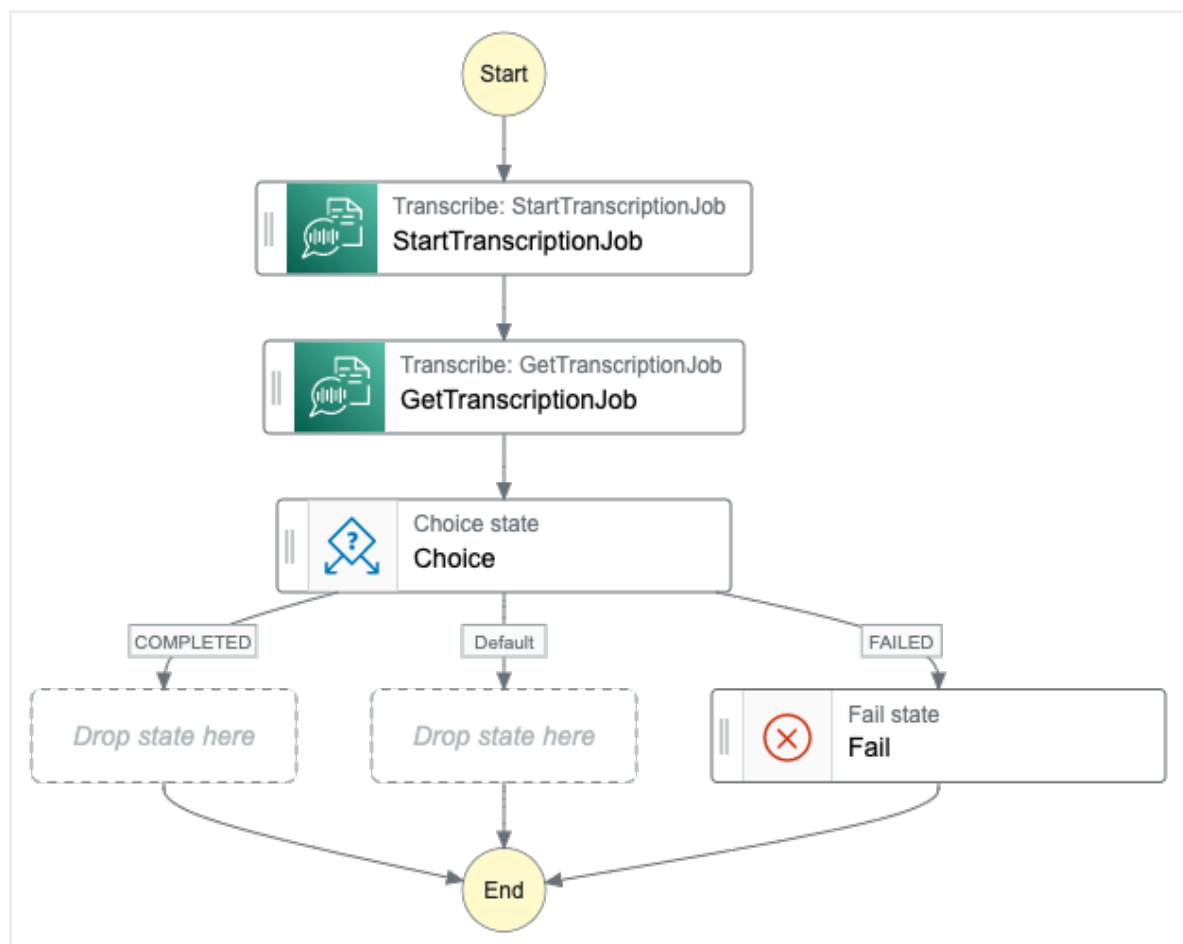 Start
Transcribe: StartTranscriptionJob
StartTranscriptionJob
Transcribe: GetTranscriptionJob
GetTranscriptionJob
Choice state
Choice
COMPLETED
Default
FAILED
Drop state here
Drop state here
Fail state
Fail
End